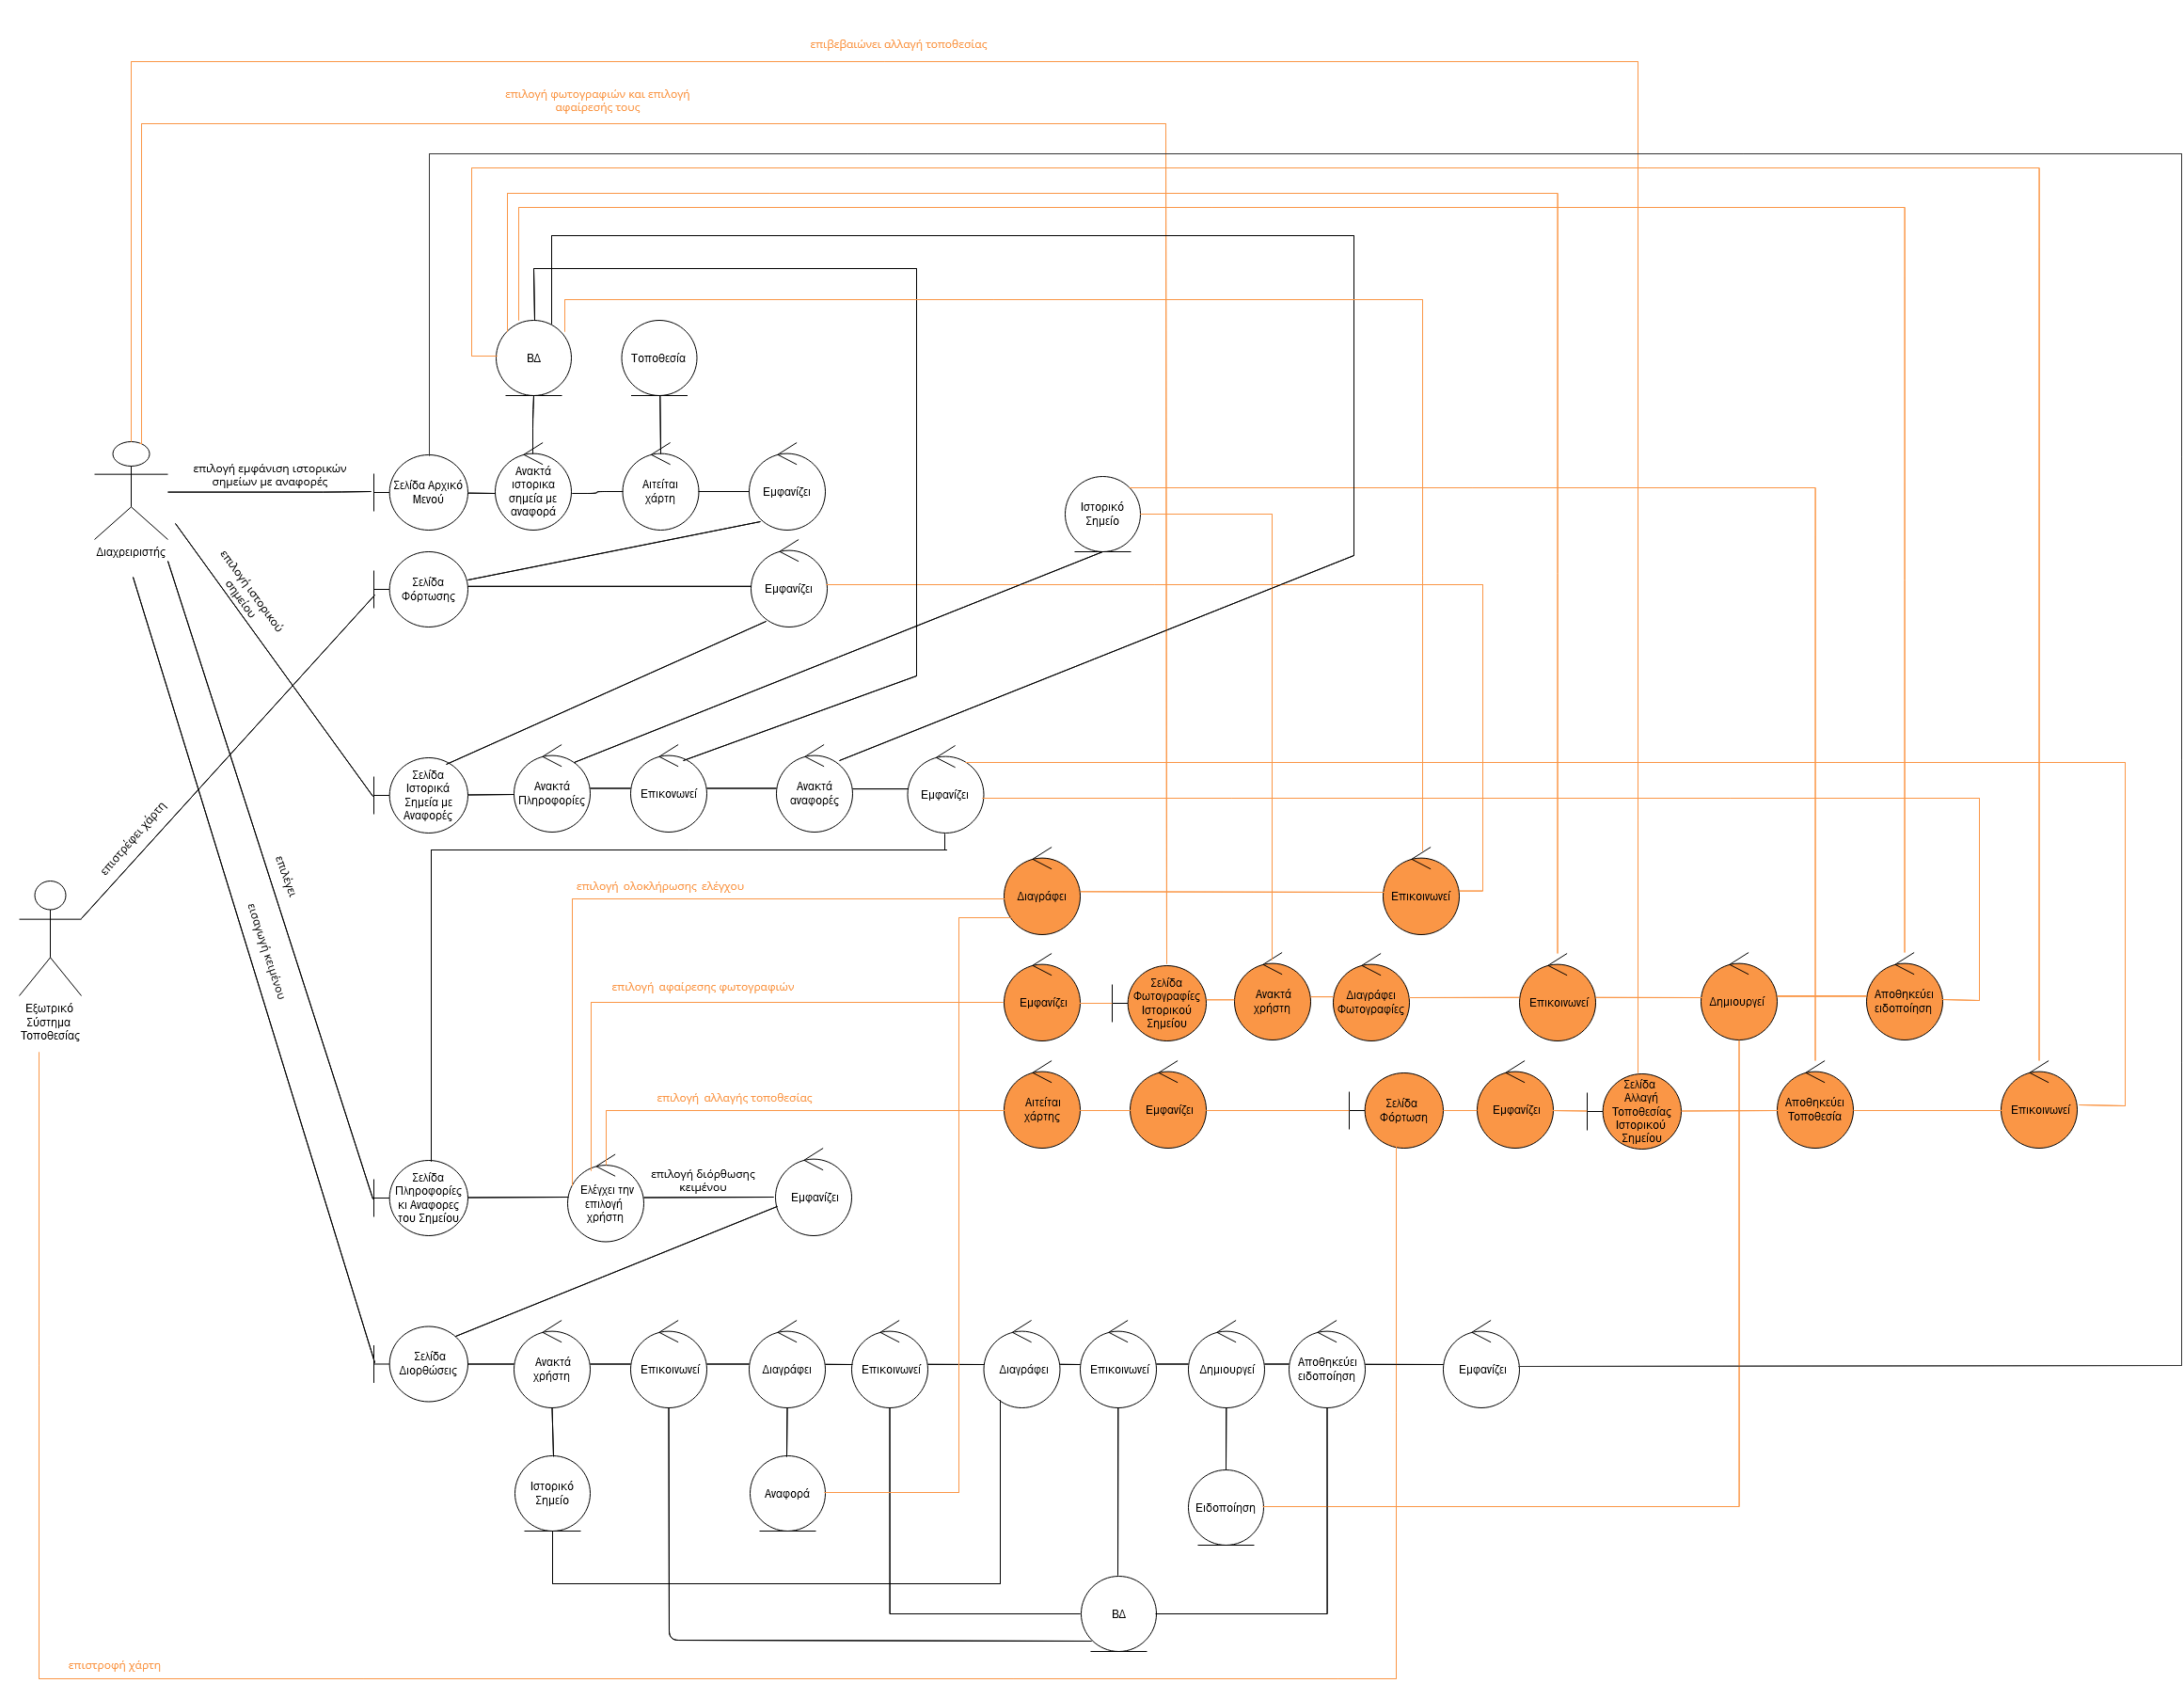 επιβεβαιώνει αλλαγή τοποθεσίας
επιλογή φωτογραφιών και επιλογή
αφαίρεσής τους
ΒΔ
Τοποθεσία
επιλογή εμφάνιση ιστορικών
σημείων με αναφορές
Σελίδα Αρχικό
Μενού
Ανακτά
ιστορικα
σημεία με
αναφορά
Αιτείται
χάρτη
Εμφανίζει
Ιστορικό
Σημείο
Διαχρειριστής
επιλογή ιστορικού
σημείου
Σελίδα
Φόρτωσης
Εμφανίζει
Σελίδα
Ιστορικά
Σημεία με
Αναφορές
Ανακτά
Πληροφορίες
Επικονωνεί
Ανακτά
αναφορές
Εμφανίζει
επιστρέφει χάρτη
επιλέγει
εισαγωγή κειμένου
επιλογή ολοκλήρωσης ελέγχου
Διαγράφει
Επικοινωνεί
Εξωτρικό
Σύστημα
Τοποθεσίας
επιλογή αφαίρεσης φωτογραφιών
Εμφανίζει
Σελίδα
Φωτογραφίες
Ιστορικού
Σημείου
Ανακτά
χρήστη
Διαγράφει
Φωτογραφίες
Επικοινωνεί
Δημιουργεί
Αποθηκεύει
ειδοποίηση
επιλογή αλλαγής τοποθεσίας
Αιτείται
χάρτης
Εμφανίζει
Σελίδα
Φόρτωση
Εμφανίζει
Σελίδα
Αλλαγή
Τοποθεσίας
Ιστορικού
Σημείου
Αποθηκεύει
Τοποθεσία
Επικοινωνεί
Σελίδα
Πληροφορίες
κι Αναφορες
του Σημείου
Ελέγχει την
επιλογή
χρήστη
επιλογή διόρθωσης
κειμένου
Εμφανίζει
Σελίδα
Διορθώσεις
Ανακτά
χρήστη
Επικοινωνεί
Διαγράφει
Επικοινωνεί
Διαγράφει
Επικοινωνεί
Δημιουργεί
Αποθηκεύει
ειδοποίηση
Εμφανίζει
Ιστορικό
Σημείο
Αναφορά
Ειδοποίηση
ΒΔ
επιστροφή χάρτη